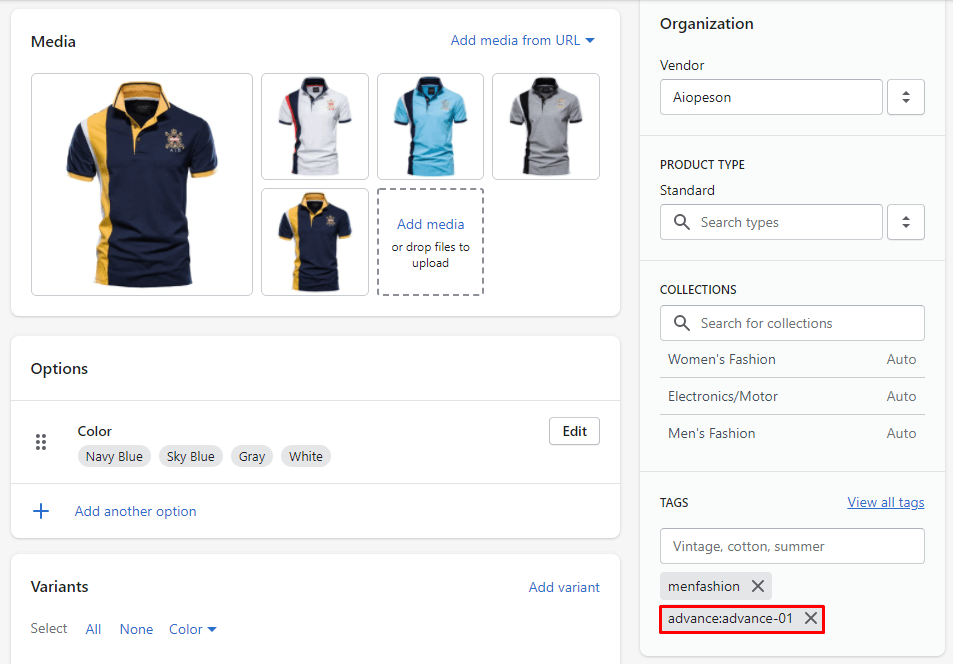 Media
Add media from URL
Add media
or drop files to
upload
Options
Color
Edit
Navy Blue
Sky Blue
Gray
White
Add another option
Variants
Add variant
Select
All
None
Color
Organization
Vendor
Aiopeson
PRODUCT TYPE
Standard
Search types
COLLECTIONS
Search for collections
Women's Fashion Auto
Electronics/Motor Auto
Men's Fashion Auto
TAGS
View all tags
Vintage, cotton, summer
menfashion
advance:advance-01